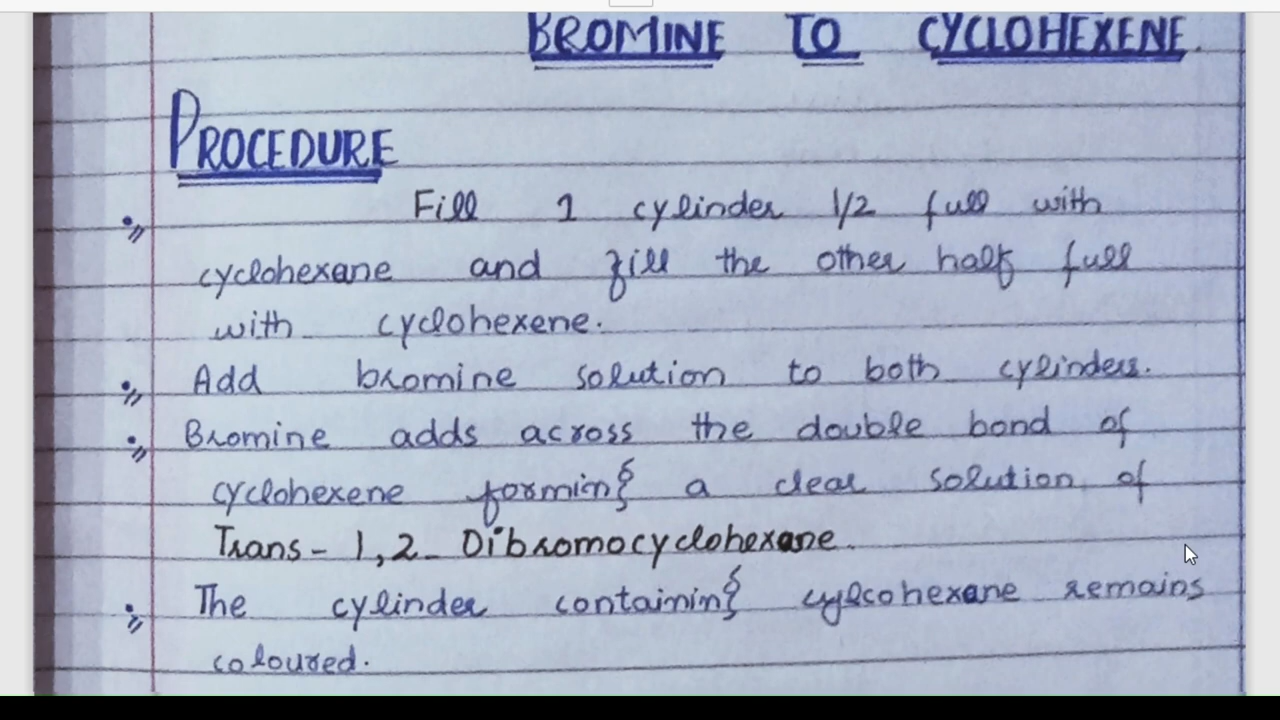 BROMINE TO CYCLOHEXENE.
PROCEDURE
Fill 1 cylinder 1/2 full with
cyclohexane and fill the other half full
with cyclohexene.
Add bromine solution to both cylinders.
Bromine adds across the double bond of
cyclohexene forming a clear solution of
Trans-1,2-Dibromocyclohexane.
The cylinder containing cylcohexane remains
coloured.